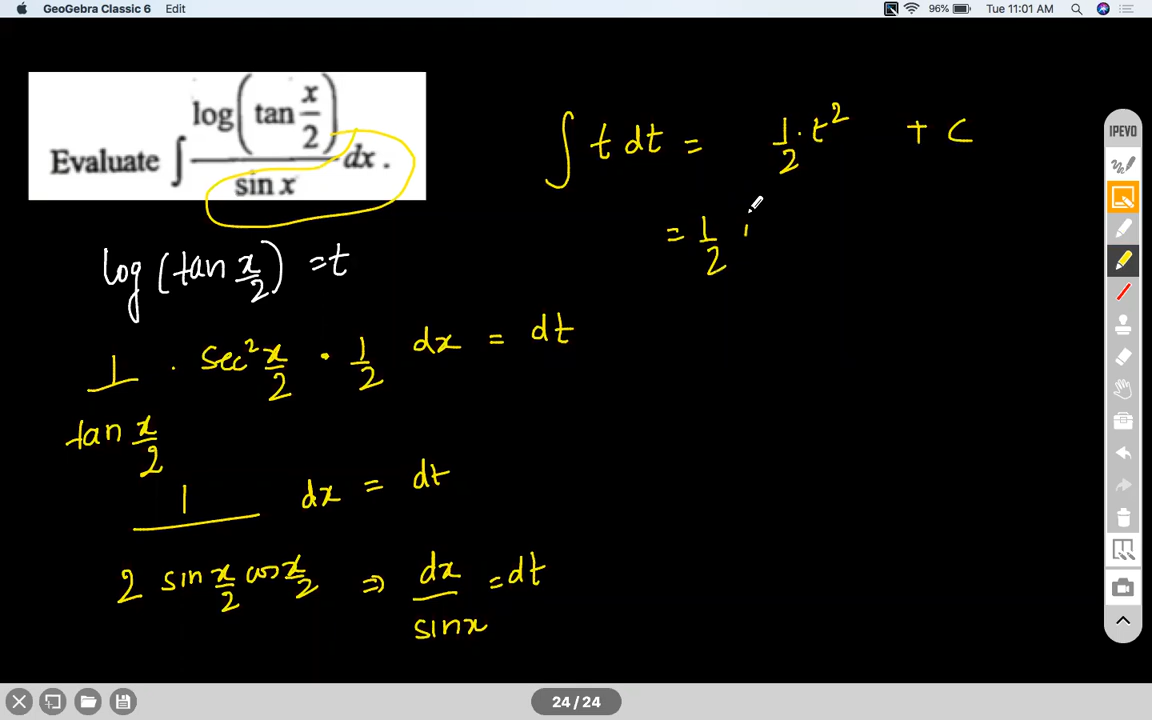 GeoGebra Classic 6 Edit 96% Tue 11:01 AM
Evaluate ∫ log(tan x/2) / sin x dx .
∫ t dt = 1/2 · t² + C
= 1/2
log (tan x/2) = t
1/tan x/2 · sec² x/2 · 1/2 dx = dt
1 / 2 sin x/2 cos x/2 dx = dt
⇒ dx/sinx = dt
IPEVO
24 / 24